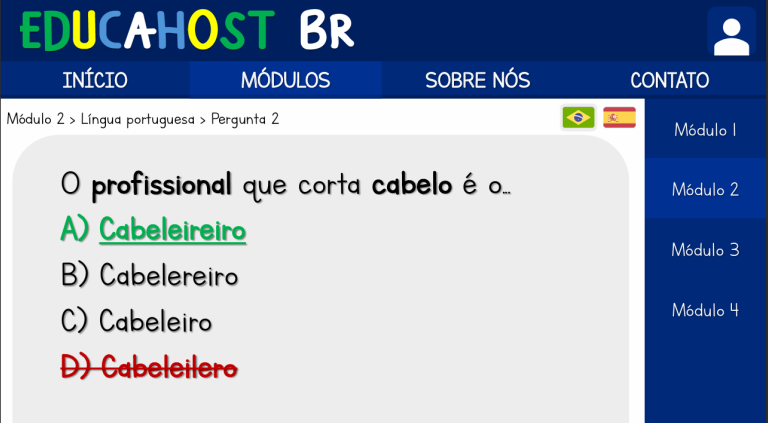 EDUCAHOST BR
INÍCIO MÓDULOS SOBRE NÓS CONTATO
Módulo 2 > Língua portuguesa > Pergunta 2
O profissional que corta cabelo é o...
A) Cabeleireiro
B) Cabelereiro
C) Cabeleiro
D) Cabeleilero
Módulo 1
Módulo 2
Módulo 3
Módulo 4